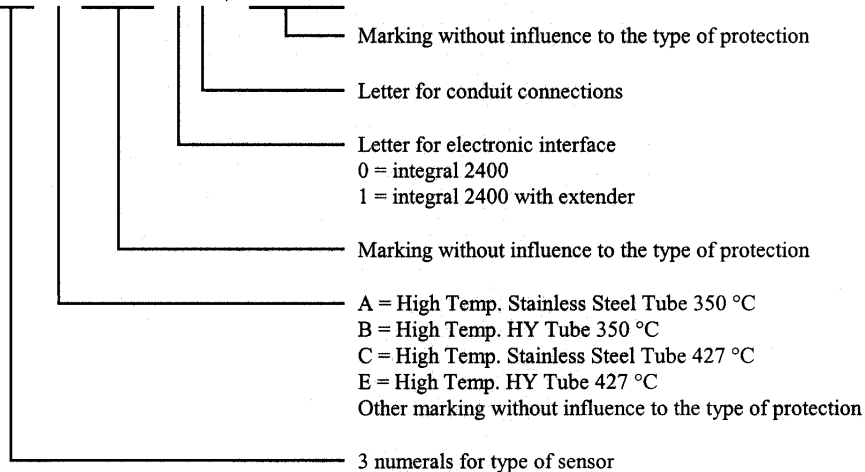 Marking without influence to the type of protection
Letter for conduit connections
Letter for electronic interface
0 = integral 2400
1 = integral 2400 with extender
Marking without influence to the type of protection
A = High Temp. Stainless Steel Tube 350 °C
B = High Temp. HY Tube 350 °C
C = High Temp. Stainless Steel Tube 427 °C
E = High Temp. HY Tube 427 °C
Other marking without influence to the type of protection
3 numerals for type of sensor